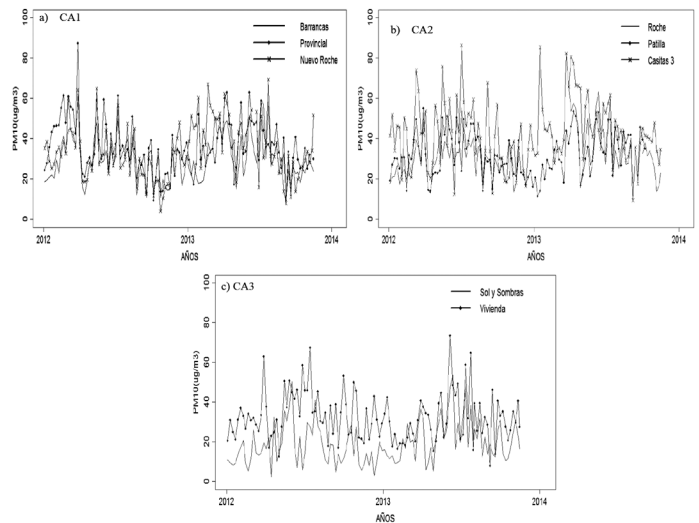 a) CA1
Barrancas
Provincial
Nuevo Roche
PM10(ug/m3)
100
80
60
40
20
0
2012
2013
2014
AÑOS
b) CA2
Roche
Patilla
Casitas 3
PM10(ug/m3)
100
80
60
40
20
0
2012
2013
2014
AÑOS
c) CA3
Sol y Sombras
Vivienda
PM10(ug/m3)
100
80
60
40
20
0
2012
2013
2014
AÑOS